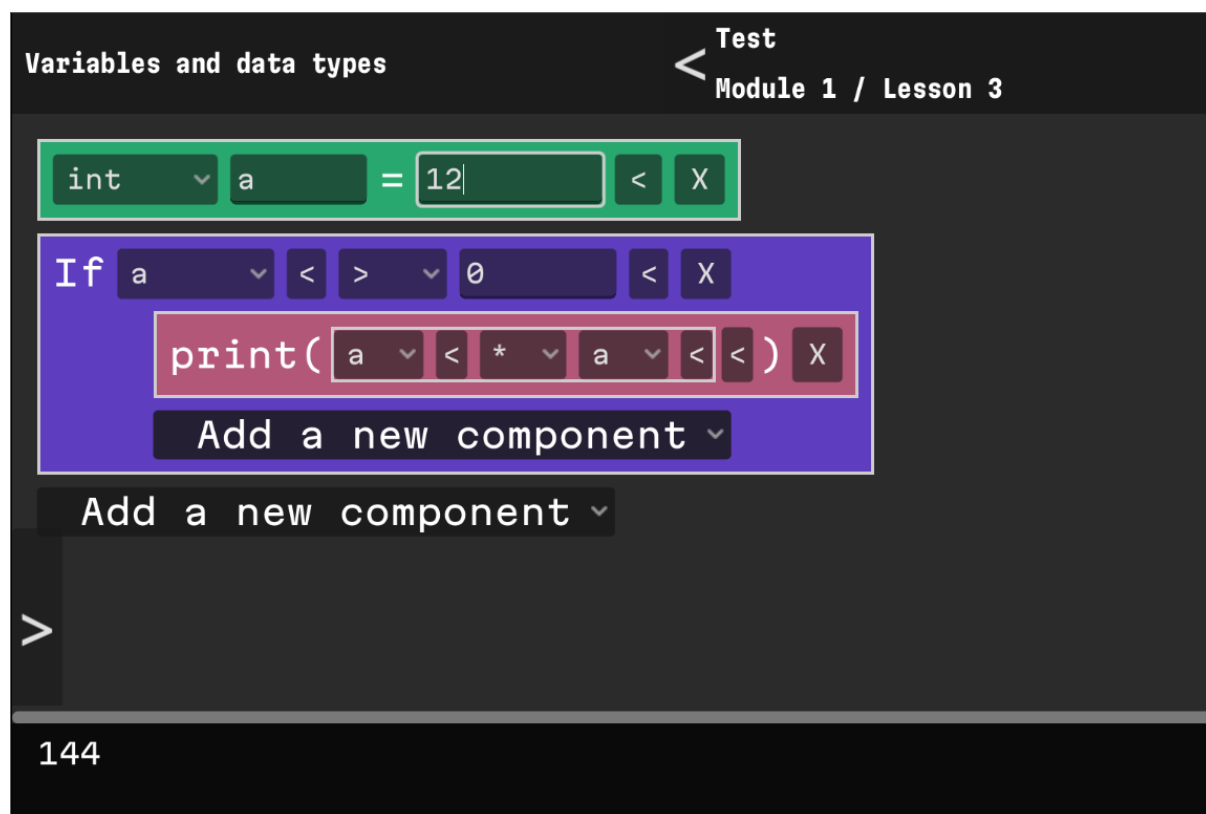 Variables and data types
< Test
Module 1 / Lesson 3
int a = 12 < X
If a < > 0 < X
print( a < * a < < ) X
Add a new component
Add a new component
>
144